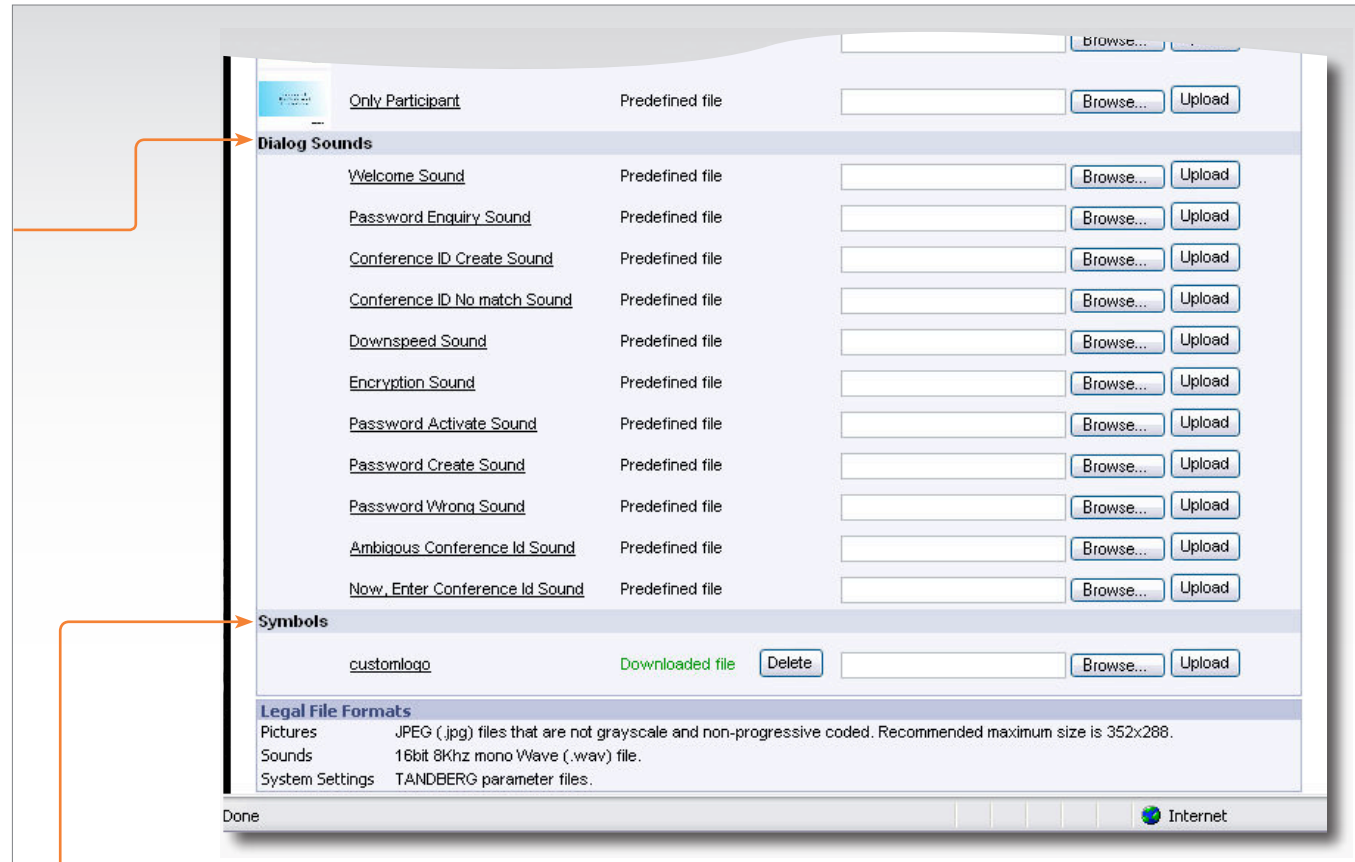 Browse...
Only Participant Predefined file Browse... Upload
Dialog Sounds
Welcome Sound Predefined file Browse... Upload
Password Enquiry Sound Predefined file Browse... Upload
Conference ID Create Sound Predefined file Browse... Upload
Conference ID No match Sound Predefined file Browse... Upload
Downspeed Sound Predefined file Browse... Upload
Encryption Sound Predefined file Browse... Upload
Password Activate Sound Predefined file Browse... Upload
Password Create Sound Predefined file Browse... Upload
Password Wrong Sound Predefined file Browse... Upload
Ambigous Conference Id Sound Predefined file Browse... Upload
Now, Enter Conference Id Sound Predefined file Browse... Upload
Symbols
customlogo Downloaded file Delete Browse... Upload
Legal File Formats
Pictures JPEG (.jpg) files that are not grayscale and non-progressive coded. Recommended maximum size is 352x288.
Sounds 16bit 8Khz mono Wave (.wav) file.
System Settings TANDBERG parameter files.
Done Internet